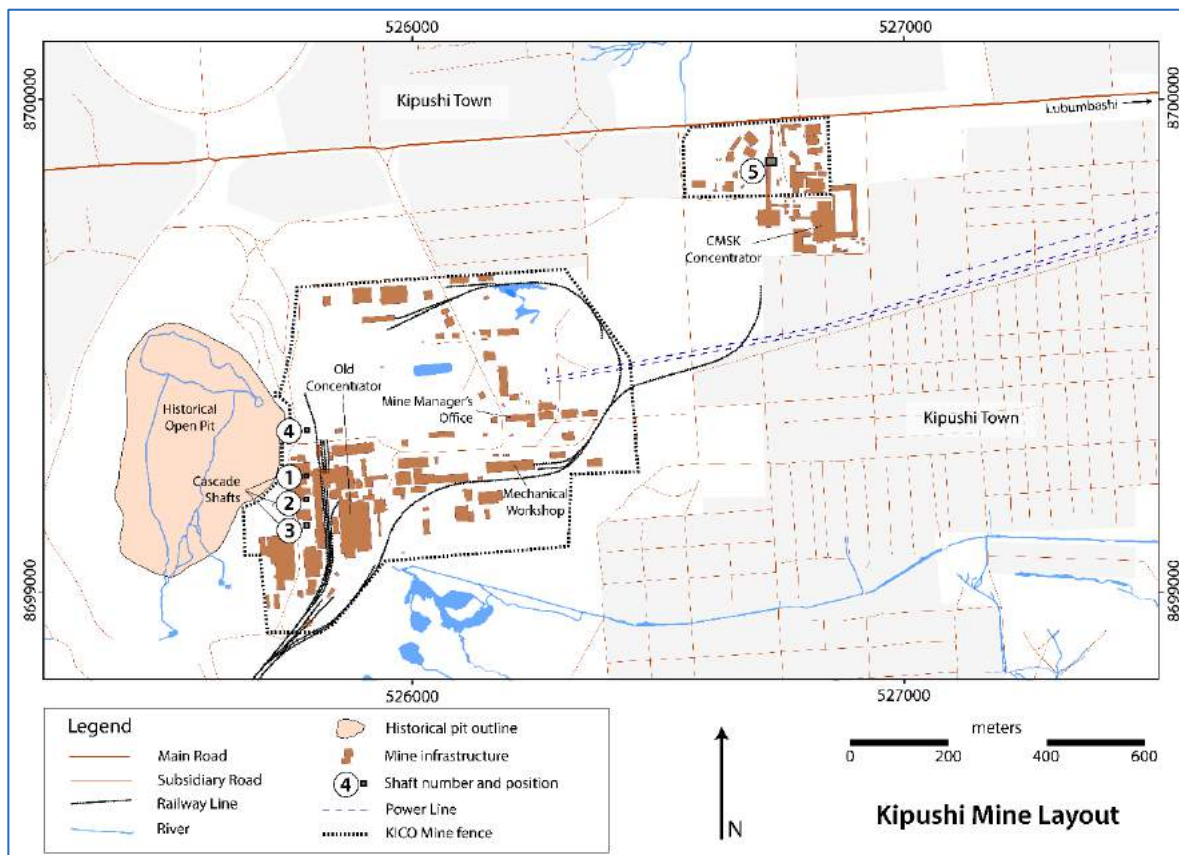 526000
527000
8700000
8700000
Kipushi Town
Lubumbashi
5
CMSK
Concentrator
Old
Concentrator
Mine Manager's
Office
Historical
Open Pit
4
Kipushi Town
Cascade
Shafts
1
2
3
Mechanical
Workshop
8699000
8699000
526000
527000
Legend
Main Road
Subsidiary Road
Railway Line
River
Historical pit outline
Mine infrastructure
4
Shaft number and position
Power Line
KICO Mine fence
N
meters
0
200
400
600
Kipushi Mine Layout